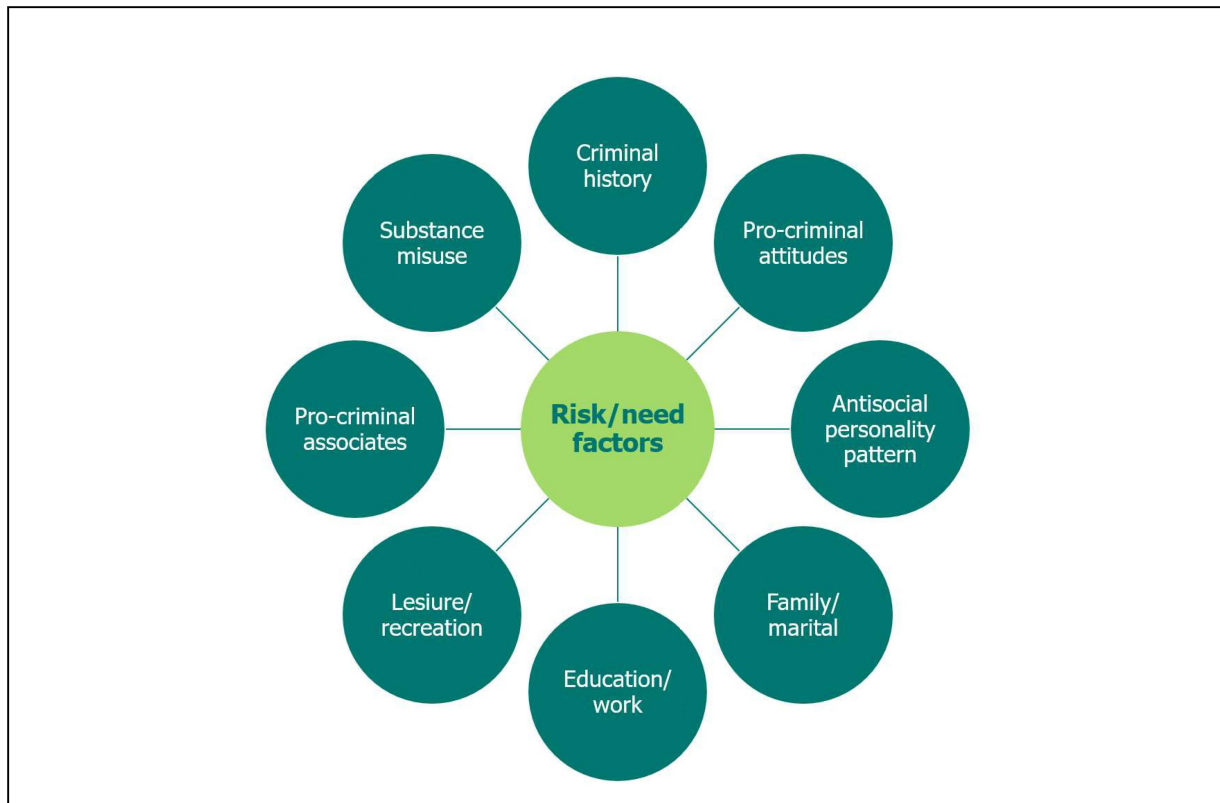 Criminal
history
Pro-criminal
attitudes
Antisocial
personality
pattern
Family/
marital
Education/
work
Lesiure/
recreation
Pro-criminal
associates
Substance
misuse
Risk/need
factors